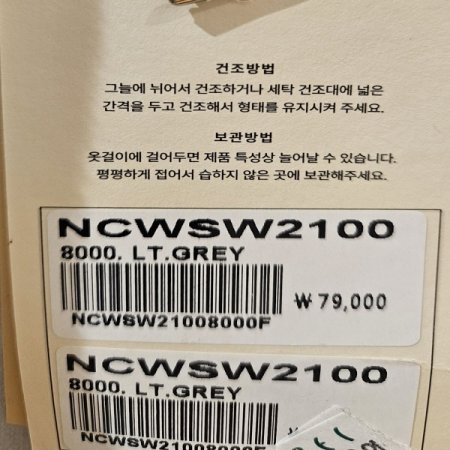 건조방법
그늘에 뉘어서 건조하거나 세탁 건조대에 넓은
간격을 두고 건조해서 형태를 유지시켜 주세요.
보관방법
옷걸이에 걸어두면 제품 특성상 늘어날 수 있습니다.
평평하게 접어서 습하지 않은 곳에 보관해주세요.
NCWSW2100
8000. LT.GREY
₩ 79,000
NCWSW21008000F
NCWSW2100
8000. LT.GREY
NCWSW21008000F